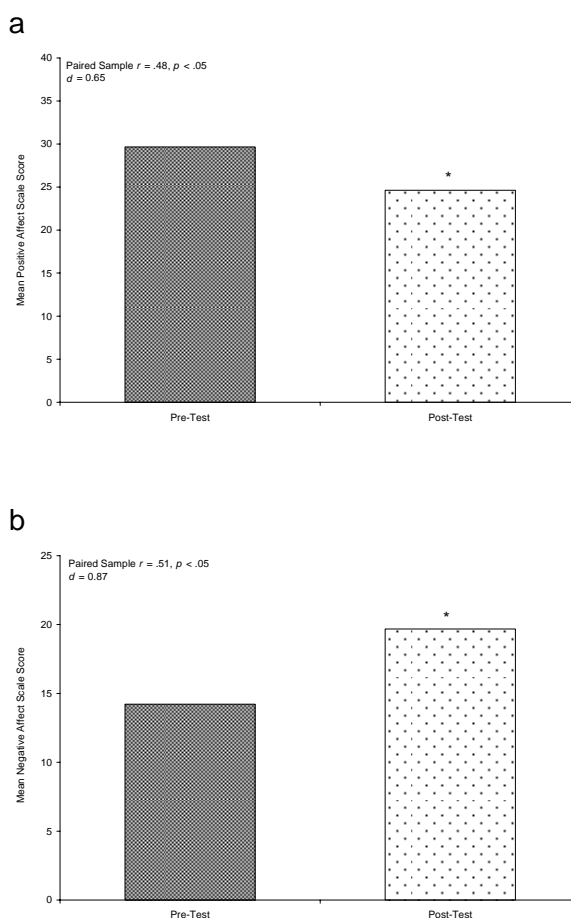 a
Paired Sample r = .48, p < .05
d = 0.65
40
35
30
25
20
15
10
5
0
Mean Positive Affect Scale Score
*
Pre-Test
Post-Test
b
Paired Sample r = .51, p < .05
d = 0.87
25
20
15
10
5
0
Mean Negative Affect Scale Score
*
Pre-Test
Post-Test